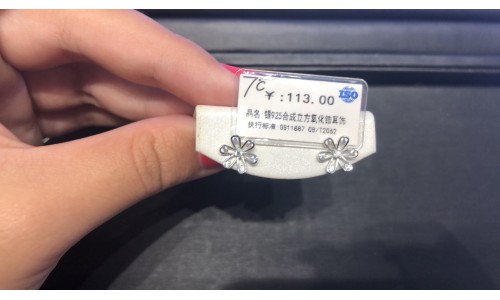 7℃
¥:113.00
ISO
品名:银925合成立方氧化锆耳饰
执行标准:GB11887 GB/T